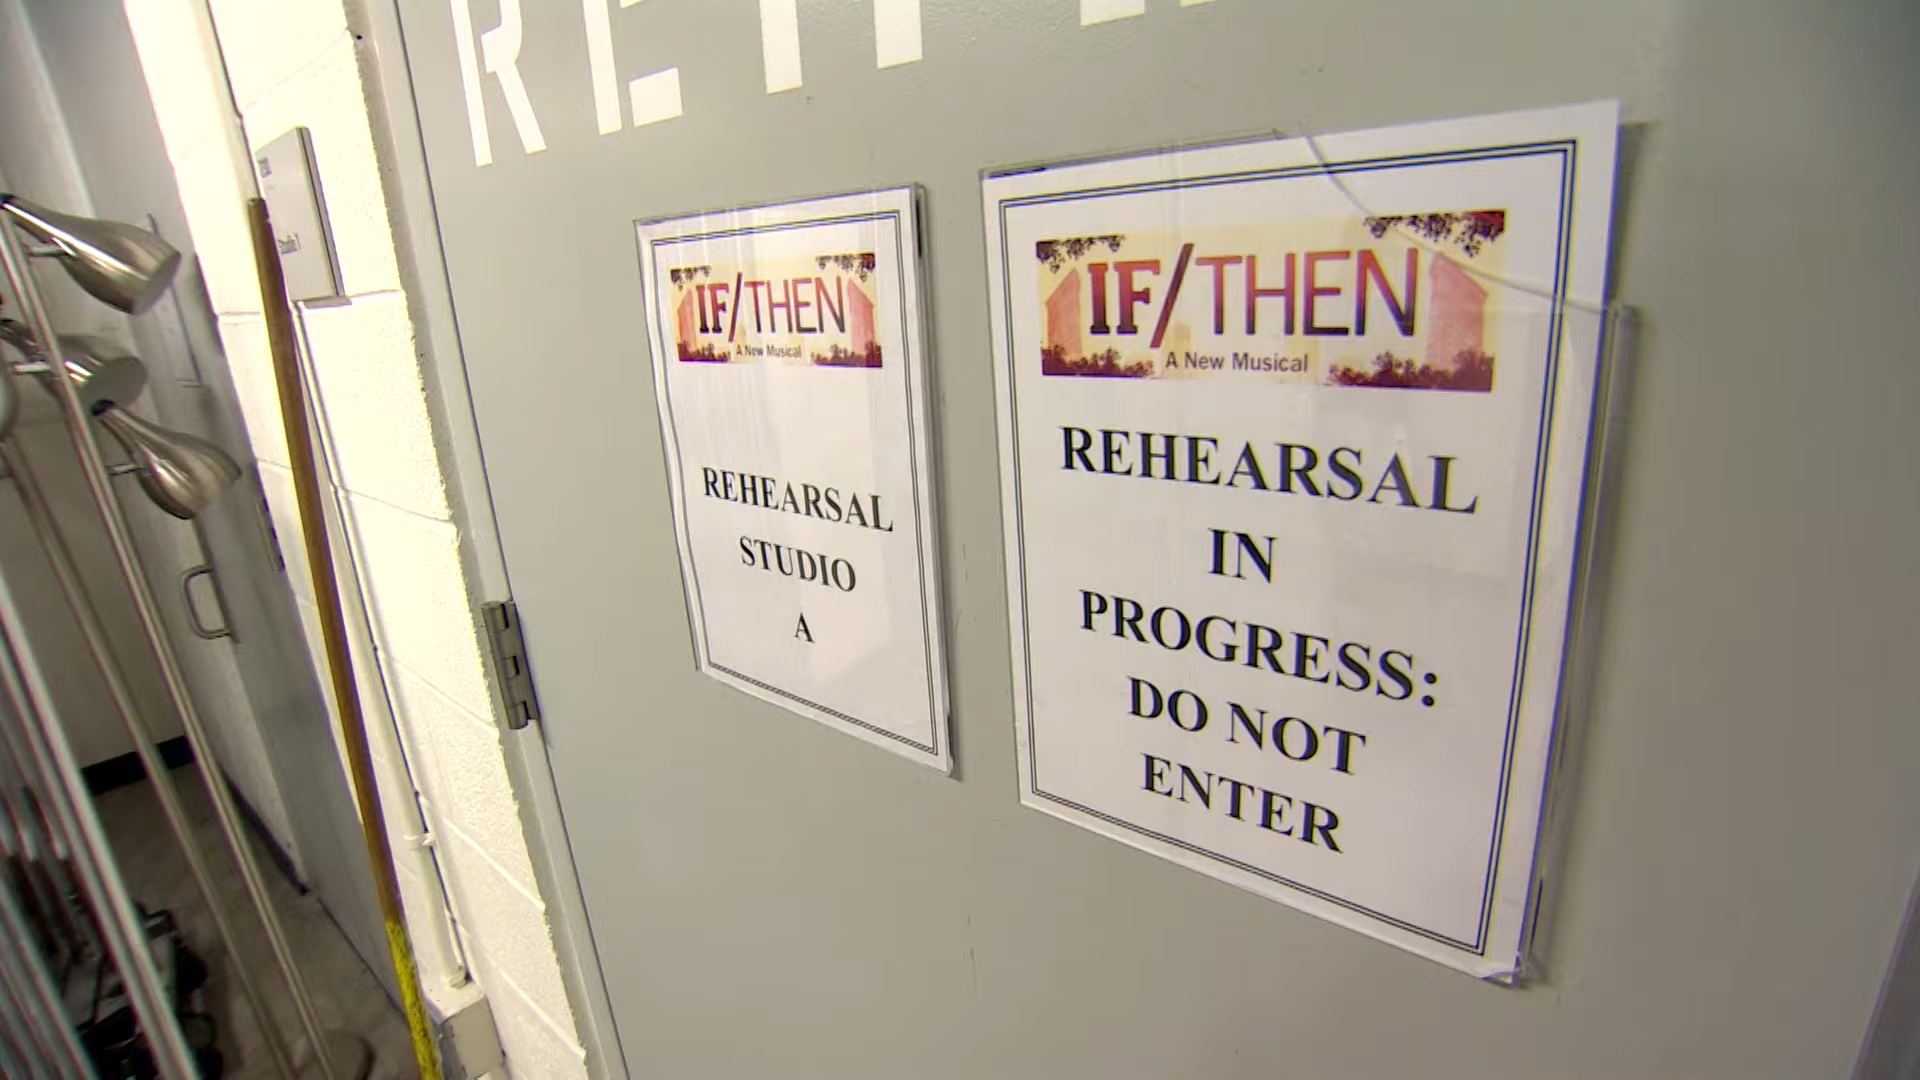 IF/THEN
A New Musical
REHEARSAL
STUDIO
A
IF/THEN
A New Musical
REHEARSAL
IN
PROGRESS:
DO NOT
ENTER